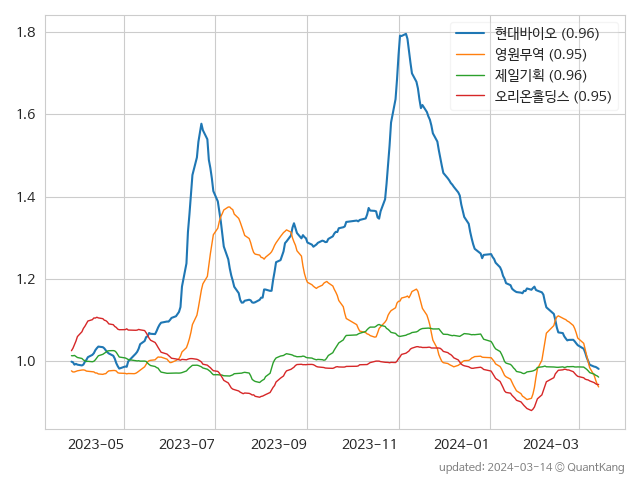 현대바이오 (0.96)
영원무역 (0.95)
제일기획 (0.96)
오리온홀딩스 (0.95)
1.8
1.6
1.4
1.2
1.0
2023-05 2023-07 2023-09 2023-11 2024-01 2024-03
updated: 2024-03-14 © QuantKang